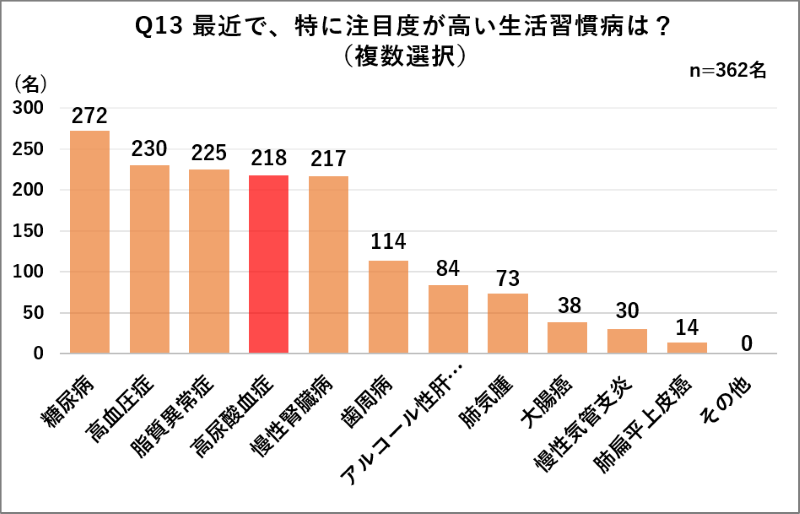 Q13 最近で、特に注目度が高い生活習慣病は？
（複数選択）
n=362名
(名)
300
250
200
150
100
50
0
272
230
225
218
217
114
84
73
38
30
14
0
糖尿病
高血圧症
脂質異常症
高尿酸血症
慢性腎臓病
歯周病
アルコール性肝…
肺気腫
大腸癌
慢性気管支炎
肺扁平上皮癌
その他